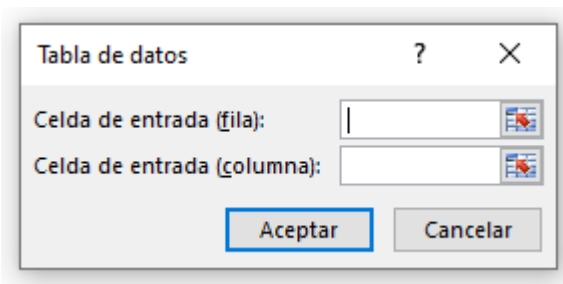 Tabla de datos ?
Celda de entrada (fila):
Celda de entrada (columna):
Aceptar Cancelar